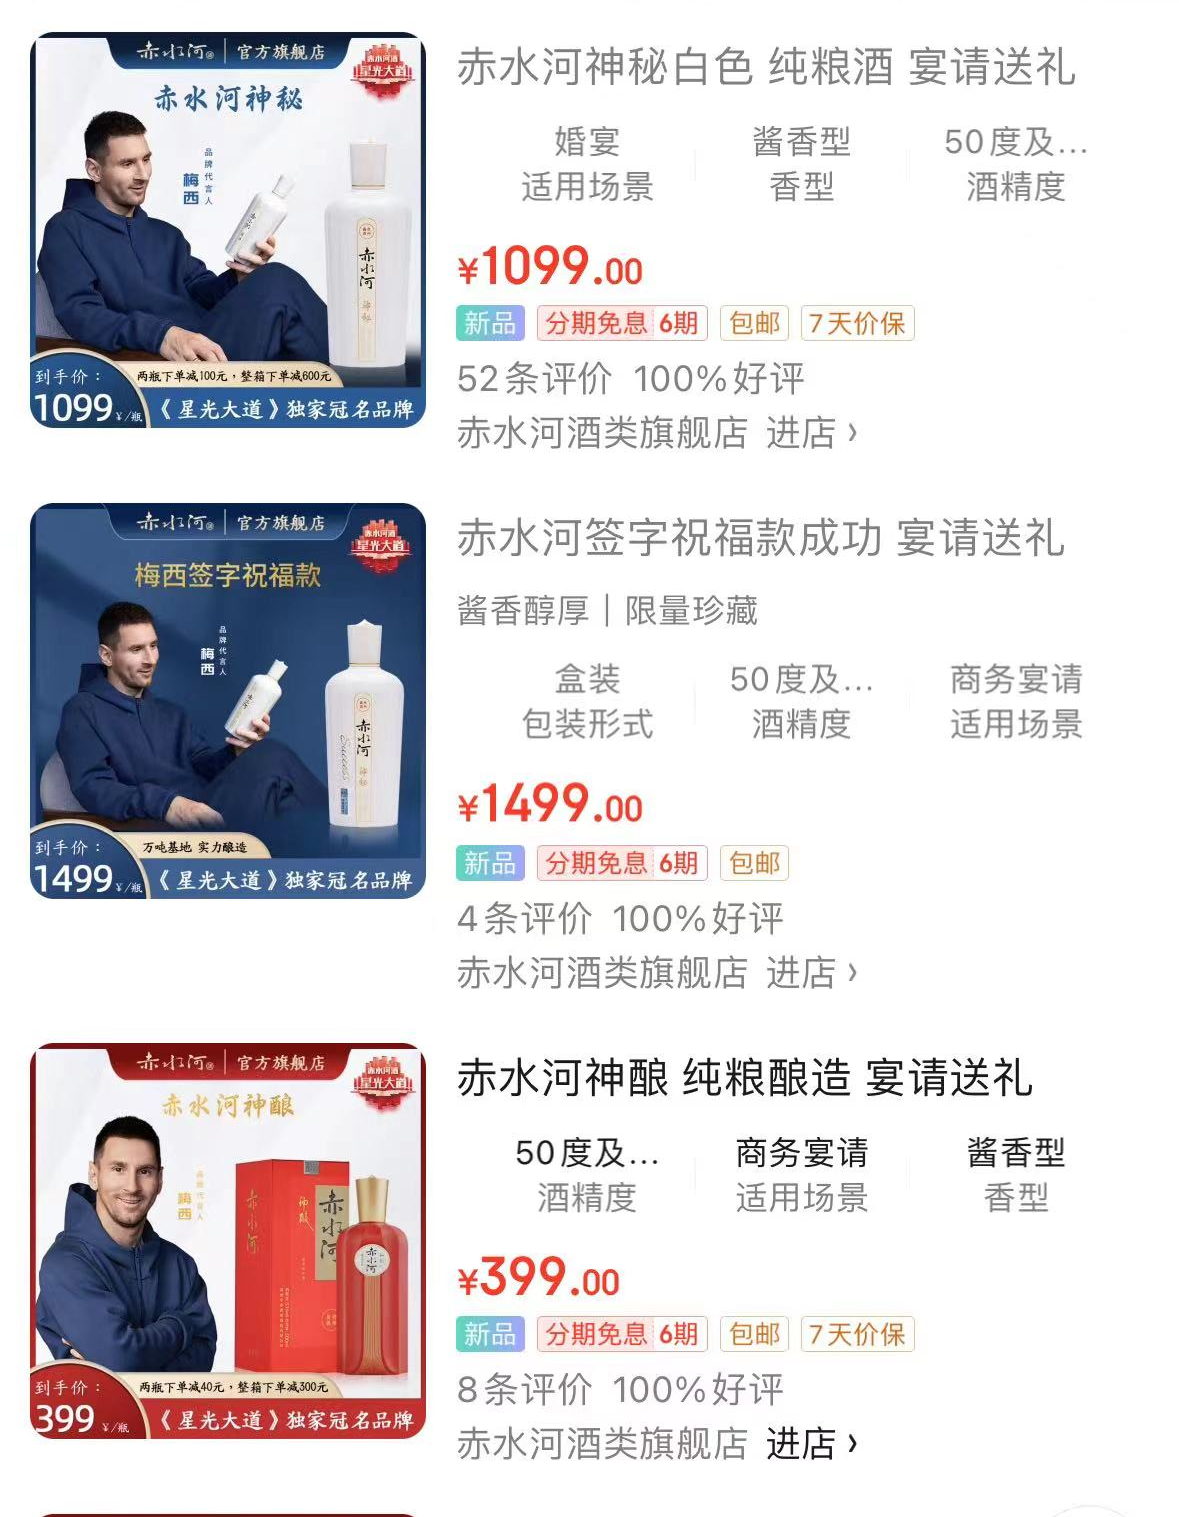 赤水河 官方旗舰店
赤水河酒
星光大道
赤水河神秘
品牌代言人
梅西
赤水河
神秘
到手价：
1099¥/瓶
两瓶下单减100元，整箱下单减600元
《星光大道》独家冠名品牌
赤水河神秘白色 纯粮酒 宴请送礼
婚宴 酱香型 50度及...
适用场景 香型 酒精度
¥1099.00
新品 分期免息 6期 包邮 7天价保
52条评价 100%好评
赤水河酒类旗舰店 进店 ›
赤水河 官方旗舰店
赤水河酒
星光大道
梅西签字祝福款
品牌代言人
梅西
赤水河
神秘
Success
到手价：
1499¥/瓶
万吨基地 实力酿造
《星光大道》独家冠名品牌
赤水河签字祝福款成功 宴请送礼
酱香醇厚｜限量珍藏
盒装 50度及... 商务宴请
包装形式 酒精度 适用场景
¥1499.00
新品 分期免息 6期 包邮
4条评价 100%好评
赤水河酒类旗舰店 进店 ›
赤水河 官方旗舰店
赤水河酒
星光大道
赤水河神酿
品牌代言人
梅西
赤水河
神酿
赤水河
赤水河
到手价：
399¥/瓶
两瓶下单减40元，整箱下单减300元
《星光大道》独家冠名品牌
赤水河神酿 纯粮酿造 宴请送礼
50度及... 商务宴请 酱香型
酒精度 适用场景 香型
¥399.00
新品 分期免息 6期 包邮 7天价保
8条评价 100%好评
赤水河酒类旗舰店 进店 ›